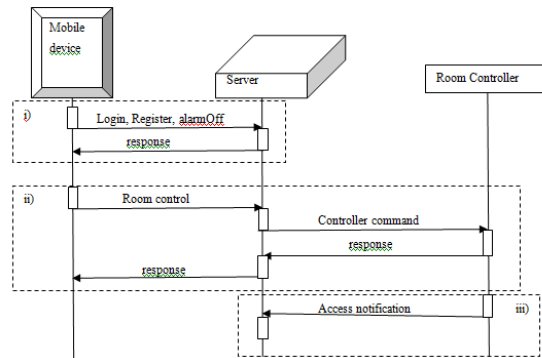 Mobile
device
Server
Room Controller
i)
Login, Register, alarmOff
response
ii)
Room control
Controller command
response
response
Access notification
iii)